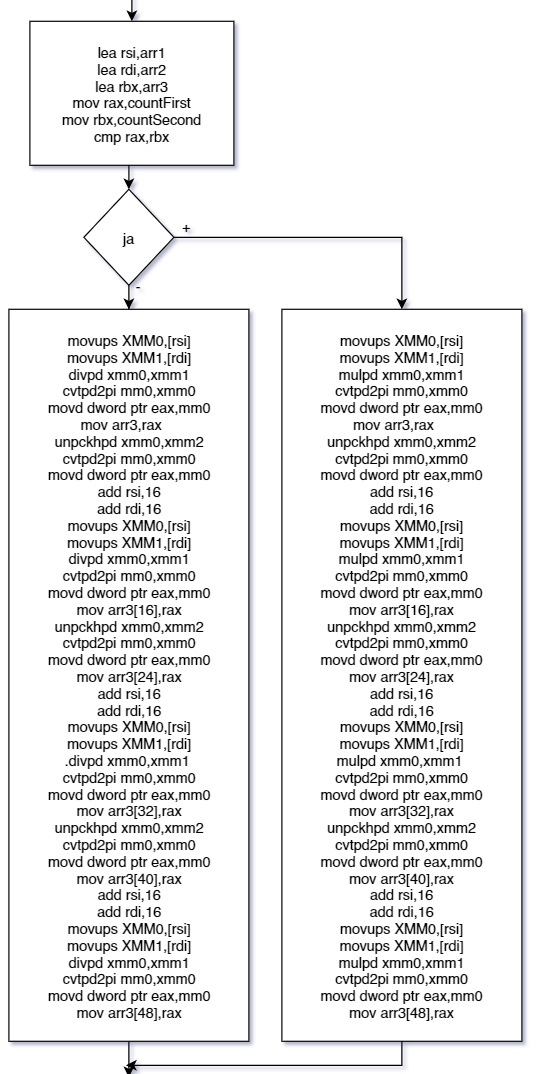 lea rsi,arr1
lea rdi,arr2
lea rbx,arr3
mov rax,countFirst
mov rbx,countSecond
cmp rax,rbx
ja
+
-
movups XMM0,[rsi]
movups XMM1,[rdi]
divpd xmm0,xmm1
cvtpd2pi mm0,xmm0
movd dword ptr eax,mm0
mov arr3,rax
unpckhpd xmm0,xmm2
cvtpd2pi mm0,xmm0
movd dword ptr eax,mm0
add rsi,16
add rdi,16
movups XMM0,[rsi]
movups XMM1,[rdi]
divpd xmm0,xmm1
cvtpd2pi mm0,xmm0
movd dword ptr eax,mm0
mov arr3[16],rax
unpckhpd xmm0,xmm2
cvtpd2pi mm0,xmm0
movd dword ptr eax,mm0
mov arr3[24],rax
add rsi,16
add rdi,16
movups XMM0,[rsi]
movups XMM1,[rdi]
.divpd xmm0,xmm1
cvtpd2pi mm0,xmm0
movd dword ptr eax,mm0
mov arr3[32],rax
unpckhpd xmm0,xmm2
cvtpd2pi mm0,xmm0
movd dword ptr eax,mm0
mov arr3[40],rax
add rsi,16
add rdi,16
movups XMM0,[rsi]
movups XMM1,[rdi]
divpd xmm0,xmm1
cvtpd2pi mm0,xmm0
movd dword ptr eax,mm0
mov arr3[48],rax
movups XMM0,[rsi]
movups XMM1,[rdi]
mulpd xmm0,xmm1
cvtpd2pi mm0,xmm0
movd dword ptr eax,mm0
mov arr3,rax
unpckhpd xmm0,xmm2
cvtpd2pi mm0,xmm0
movd dword ptr eax,mm0
add rsi,16
add rdi,16
movups XMM0,[rsi]
movups XMM1,[rdi]
mulpd xmm0,xmm1
cvtpd2pi mm0,xmm0
movd dword ptr eax,mm0
mov arr3[16],rax
unpckhpd xmm0,xmm2
cvtpd2pi mm0,xmm0
movd dword ptr eax,mm0
mov arr3[24],rax
add rsi,16
add rdi,16
movups XMM0,[rsi]
movups XMM1,[rdi]
mulpd xmm0,xmm1
cvtpd2pi mm0,xmm0
movd dword ptr eax,mm0
mov arr3[32],rax
unpckhpd xmm0,xmm2
cvtpd2pi mm0,xmm0
movd dword ptr eax,mm0
mov arr3[40],rax
add rsi,16
add rdi,16
movups XMM0,[rsi]
movups XMM1,[rdi]
mulpd xmm0,xmm1
cvtpd2pi mm0,xmm0
movd dword ptr eax,mm0
mov arr3[48],rax